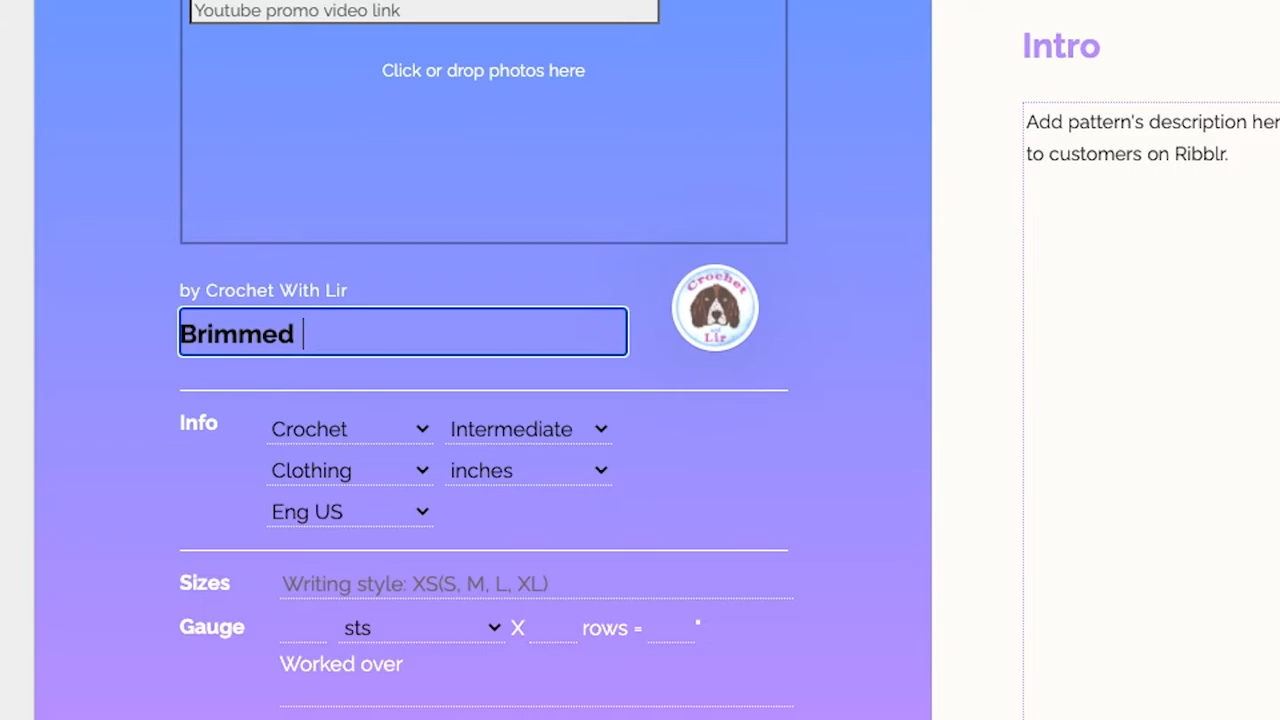 Youtube promo video link
Click or drop photos here
by Crochet With Lir
Crochet
Lir
Brimmed
Info
Crochet Intermediate
Clothing inches
Eng US
Sizes Writing style: XS(S, M, L, XL)
Gauge sts X rows = "
Worked over
Intro
Add pattern's description her
to customers on Ribblr.